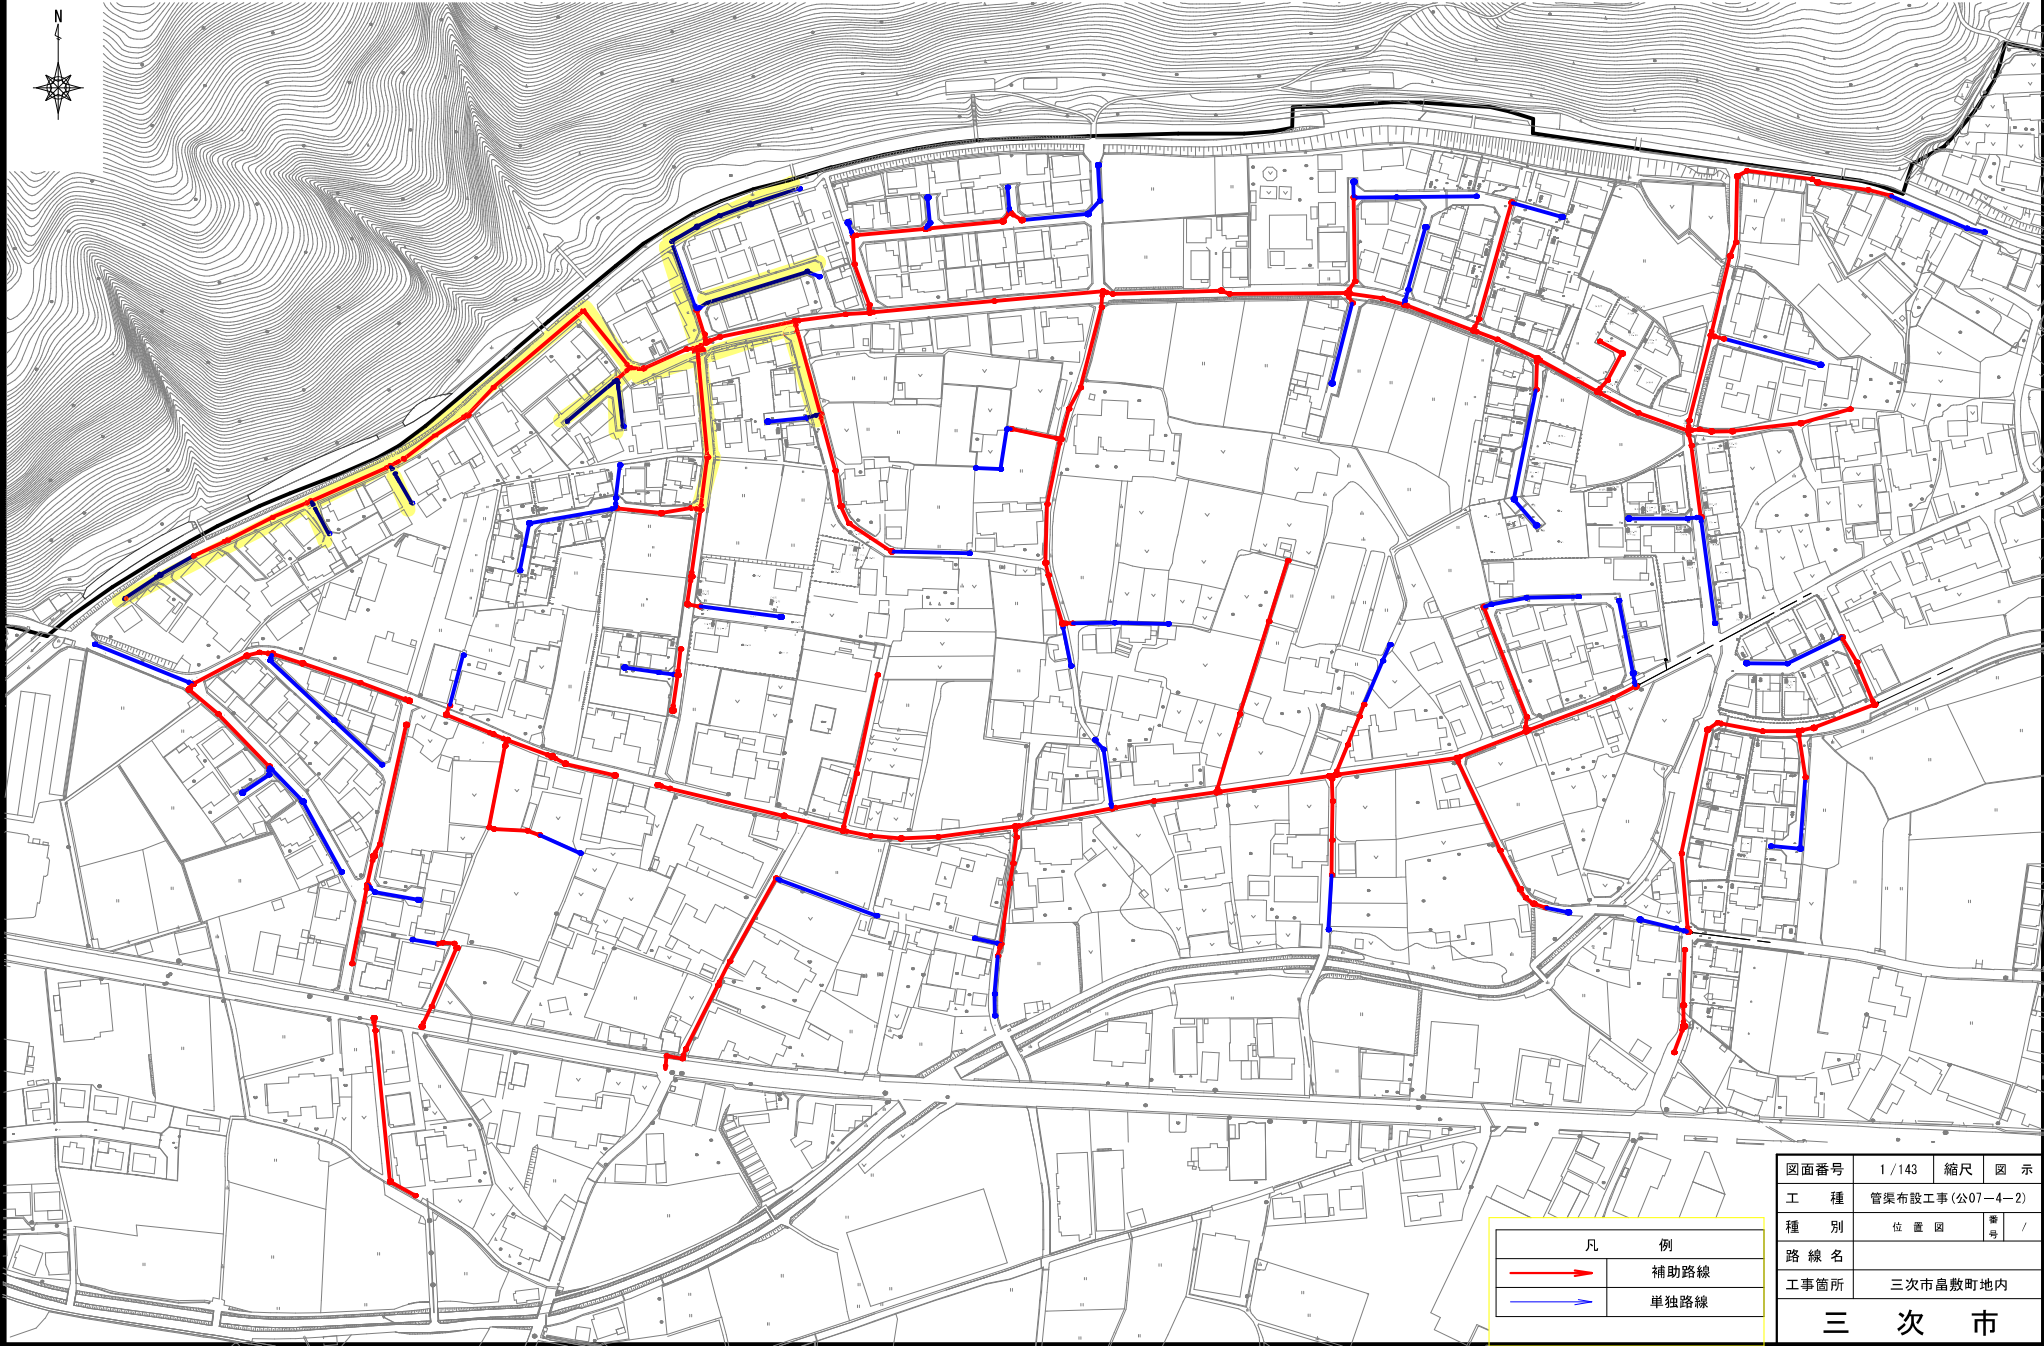 N
凡 例
補助路線
単独路線
図面番号 1/143 縮尺 図 示
工 種 管渠布設工事(公07-4-2)
種 別 位 置 図 番号 /
路 線 名
工事箇所 三次市畠敷町地内
三 次 市